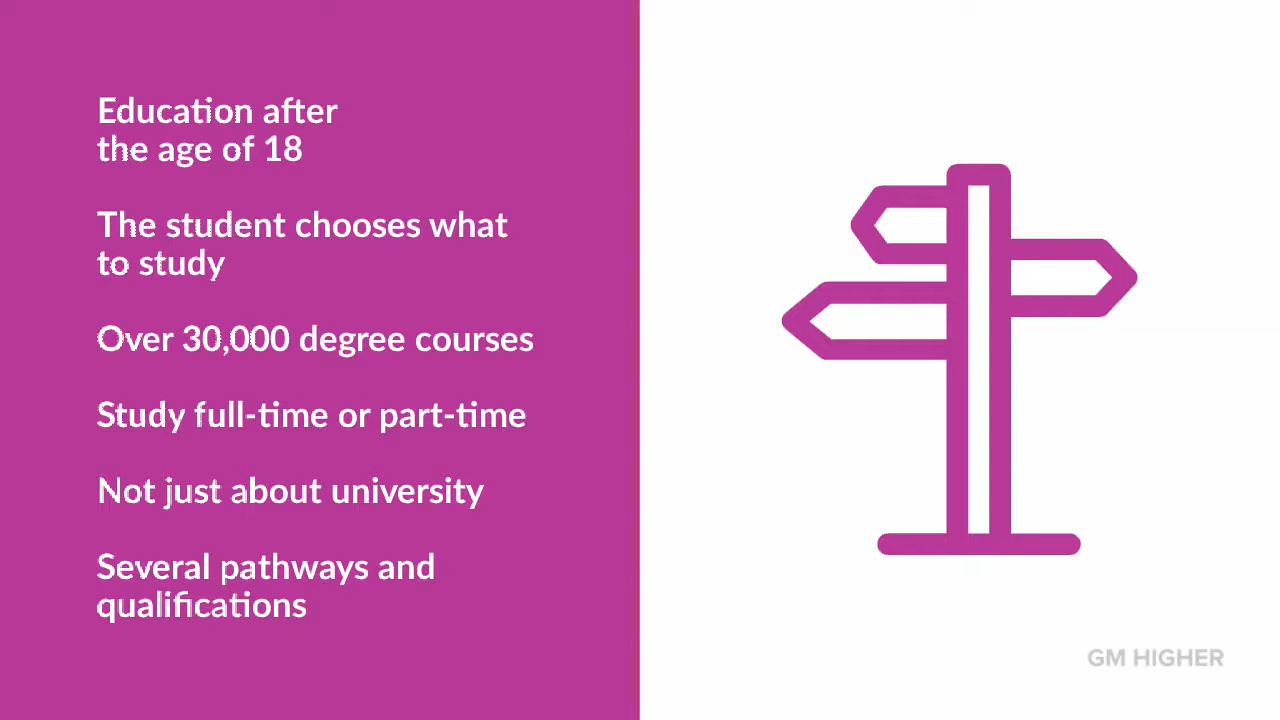 Education after
the age of 18
The student chooses what
to study
Over 30,000 degree courses
Study full-time or part-time
Not just about university
Several pathways and
qualifications
GM HIGHER